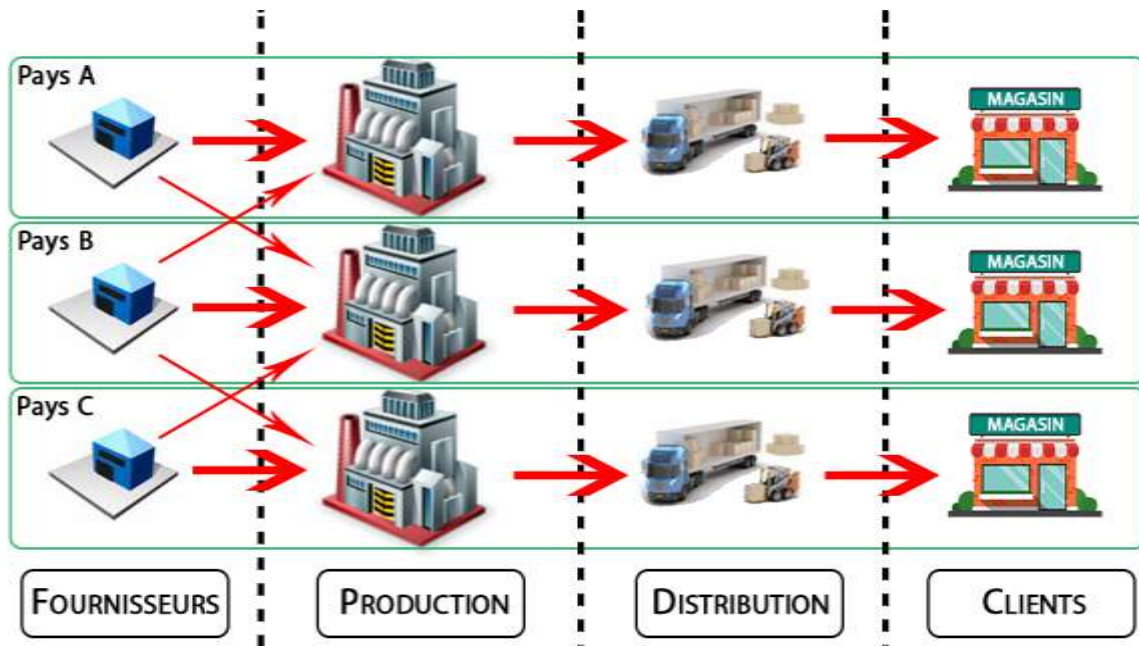 Pays A
MAGASIN
Pays B
MAGASIN
Pays C
MAGASIN
FOURNISSEURS
PRODUCTION
DISTRIBUTION
CLIENTS